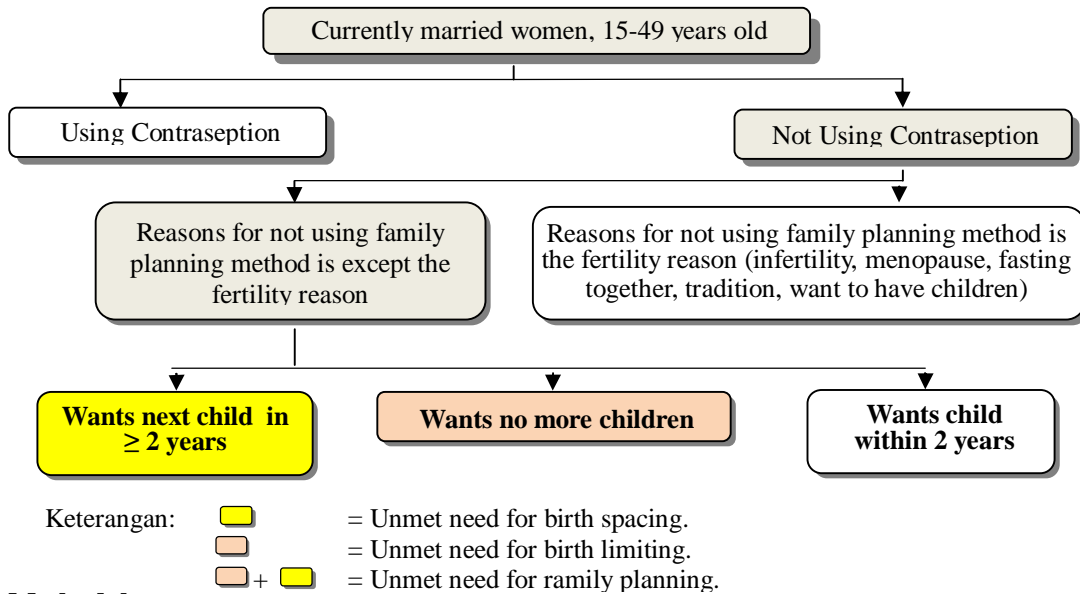 Currently married women, 15-49 years old
Using Contraseption
Not Using Contraseption
Reasons for not using family
planning method is except the
fertility reason
Reasons for not using family planning method is
the fertility reason (infertility, menopause, fasting
together, tradition, want to have children)
Wants next child in
≥ 2 years
Wants no more children
Wants child
within 2 years
Keterangan:
= Unmet need for birth spacing.
= Unmet need for birth limiting.
+ = Unmet need for ramily planning.